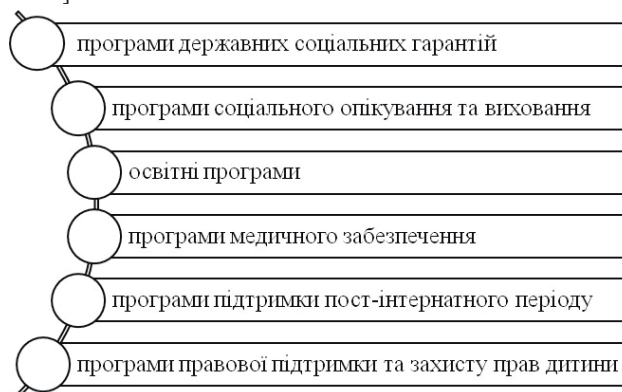 програми державних соціальних гарантій
програми соціального опікування та виховання
освітні програми
програми медичного забезпечення
програми підтримки пост-інтернатного періоду
програми правової підтримки та захисту прав дитини